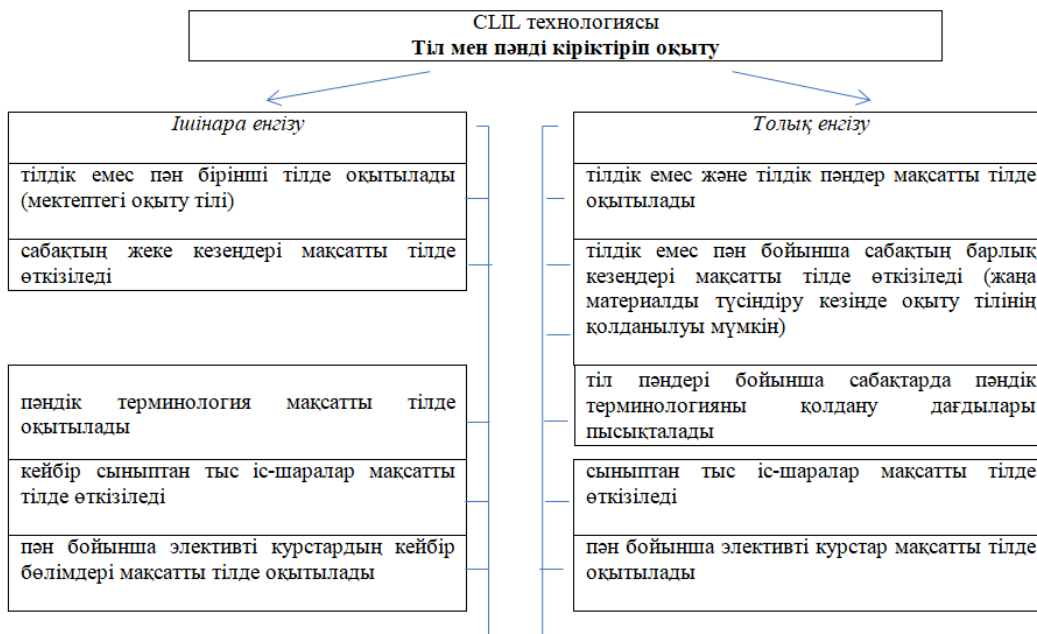 CLIL технологиясы
Тіл мен пәнді кіріктіріп оқыту
Ішінара енгізу
тілдік емес пән бірінші тілде оқытылады
(мектептегі оқыту тілі)
сабақтың жеке кезеңдері мақсатты тілде
өткізіледі
пәндік терминология мақсатты тілде
оқытылады
кейбір сыныптан тыс іс-шаралар мақсатты
тілде өткізіледі
пән бойынша элективті курстардың кейбір
бөлімдері мақсатты тілде оқытылады
Толық енгізу
тілдік емес және тілдік пәндер мақсатты тілде
оқытылады
тілдік емес пән бойынша сабақтың барлық
кезеңдері мақсатты тілде өткізіледі (жаңа
материалды түсіндіру кезінде оқыту тілінің
қолданылуы мүмкін)
тіл пәндері бойынша сабақтарда пәндік
терминологияны қолдану дағдылары
пысықталады
сыныптан тыс іс-шаралар мақсатты тілде
өткізіледі
пән бойынша элективті курстар мақсатты тілде
оқытылады